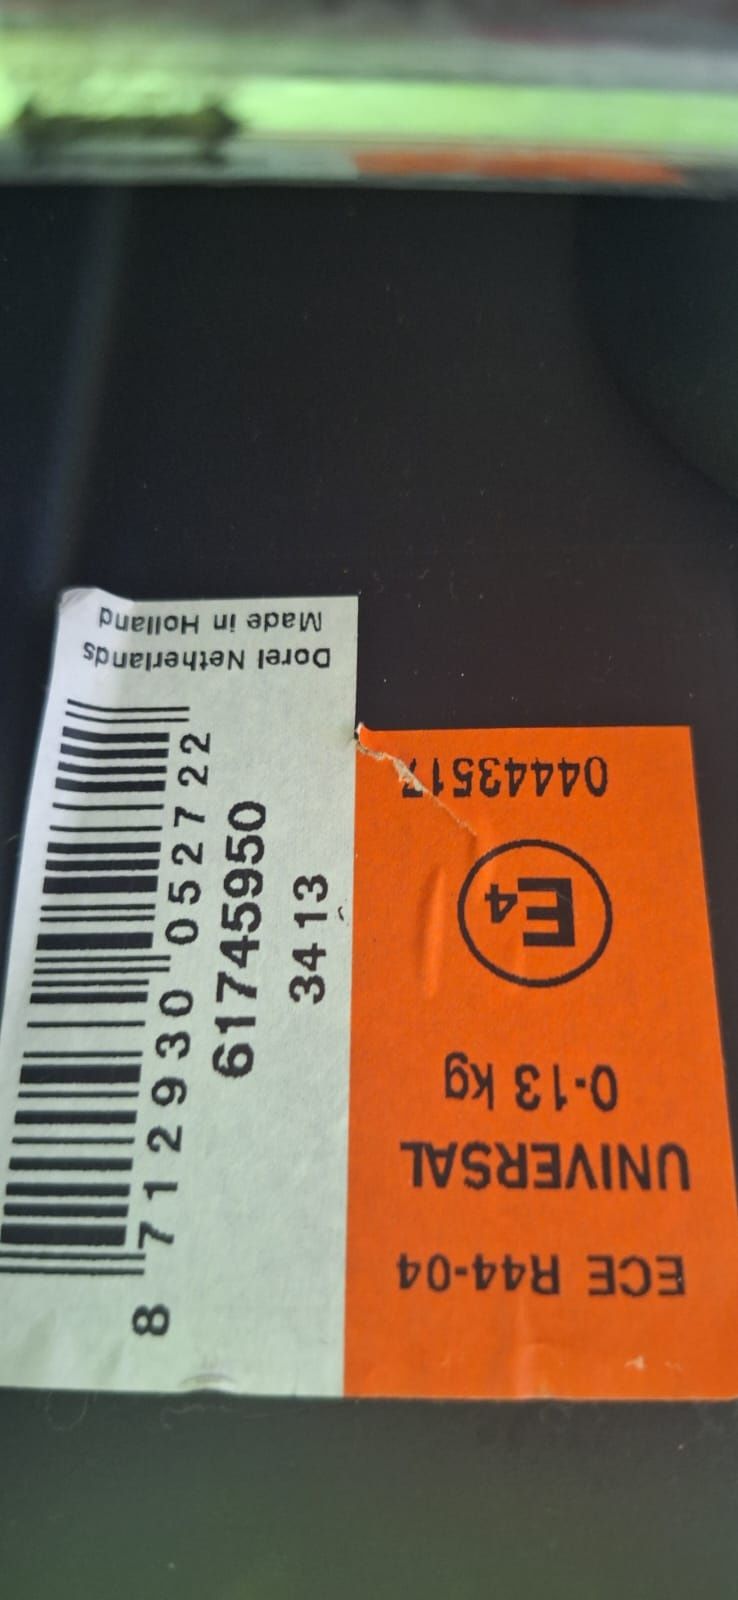 ECE R44-04
UNIVERSAL
0-13 kg
E4
04443517
8 712930 052722
61745950
34 13
Dorel Netherlands
Made in Holland